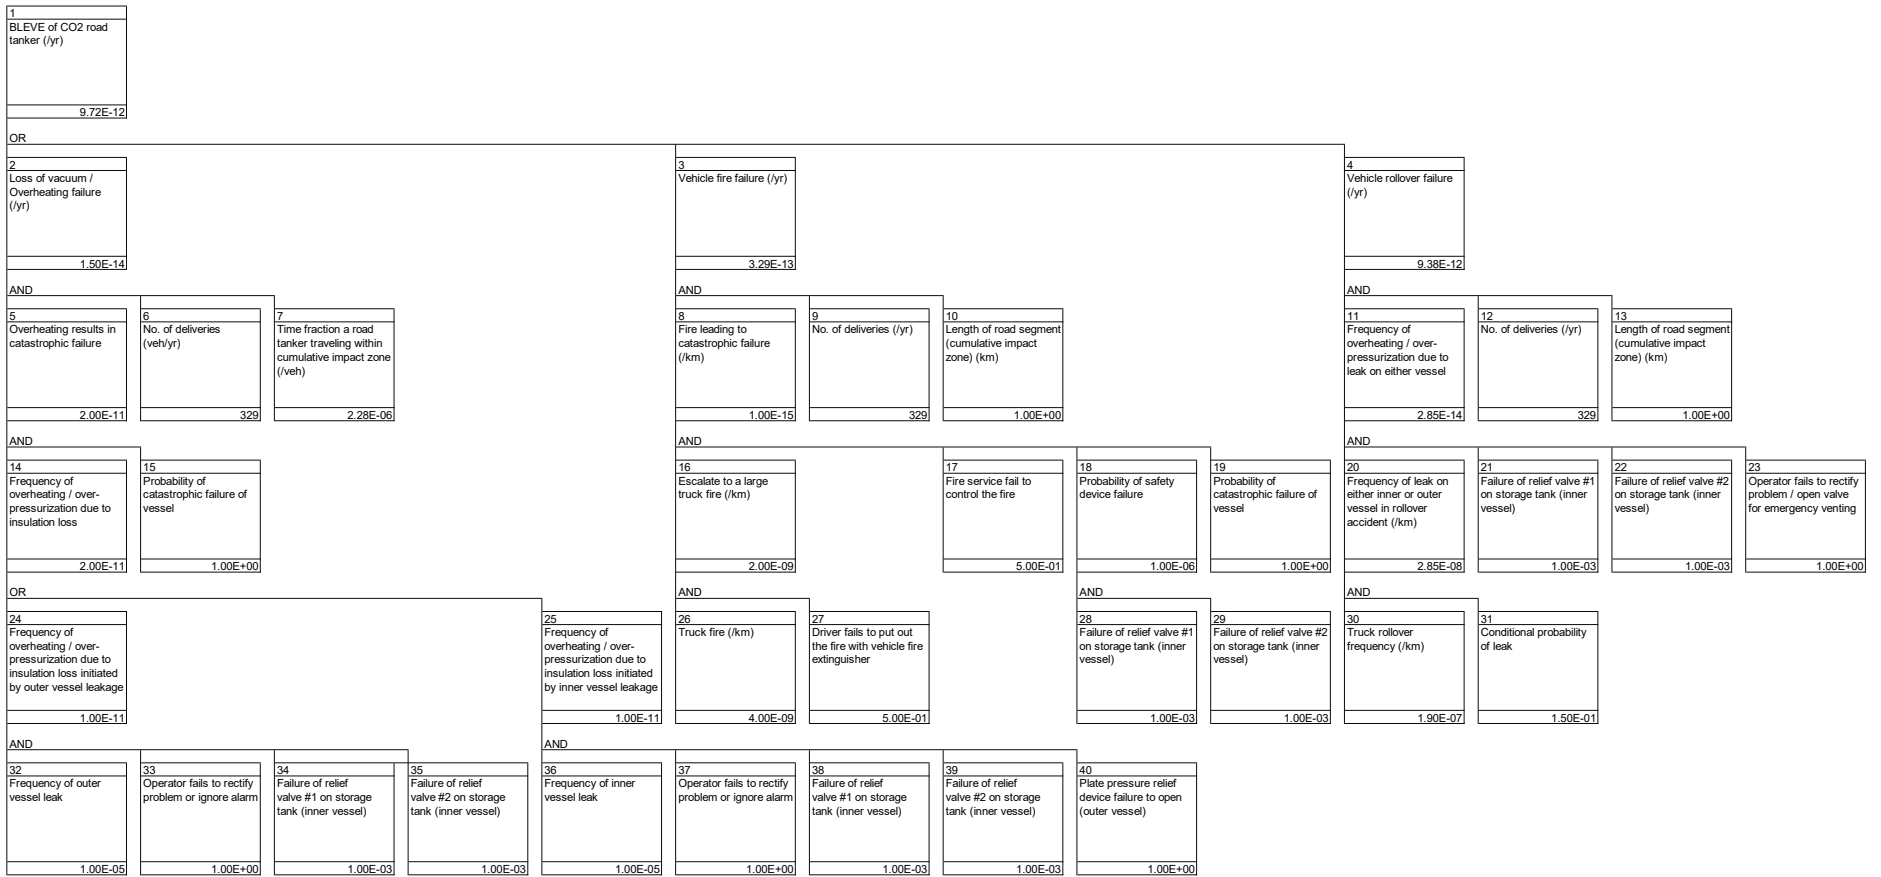 1
BLEVE of CO2 road
tanker (/yr)
9.72E-12
OR
2
Loss of vacuum /
Overheating failure
(/yr)
1.50E-14
3
Vehicle fire failure (/yr)
3.29E-13
4
Vehicle rollover failure
(/yr)
9.38E-12
AND
AND
AND
5
Overheating results in
catastrophic failure
2.00E-11
6
No. of deliveries
(veh/yr)
329
7
Time fraction a road
tanker traveling within
cumulative impact zone
(/veh)
2.28E-06
8
Fire leading to
catastrophic failure
(/km)
1.00E-15
9
No. of deliveries (/yr)
329
10
Length of road segment
(cumulative impact
zone) (km)
1.00E+00
11
Frequency of
overheating / over-
pressurization due to
leak on either vessel
2.85E-14
12
No. of deliveries (/yr)
329
13
Length of road segment
(cumulative impact
zone) (km)
1.00E+00
AND
AND
AND
14
Frequency of
overheating / over-
pressurization due to
insulation loss
2.00E-11
15
Probability of
catastrophic failure of
vessel
1.00E+00
16
Escalate to a large
truck fire (/km)
2.00E-09
17
Fire service fail to
control the fire
5.00E-01
18
Probability of safety
device failure
1.00E-06
19
Probability of
catastrophic failure of
vessel
1.00E+00
20
Frequency of leak on
either inner or outer
vessel in rollover
accident (/km)
2.85E-08
21
Failure of relief valve #1
on storage tank (inner
vessel)
1.00E-03
22
Failure of relief valve #2
on storage tank (inner
vessel)
1.00E-03
23
Operator fails to rectify
problem / open valve
for emergency venting
1.00E+00
OR
AND
AND
AND
24
Frequency of
overheating / over-
pressurization due to
insulation loss initiated
by outer vessel leakage
1.00E-11
25
Frequency of
overheating / over-
pressurization due to
insulation loss initiated
by inner vessel leakage
1.00E-11
26
Truck fire (/km)
4.00E-09
27
Driver fails to put out
the fire with vehicle fire
extinguisher
5.00E-01
28
Failure of relief valve #1
on storage tank (inner
vessel)
1.00E-03
29
Failure of relief valve #2
on storage tank (inner
vessel)
1.00E-03
30
Truck rollover
frequency (/km)
1.90E-07
31
Conditional probability
of leak
1.50E-01
AND
AND
32
Frequency of outer
vessel leak
1.00E-05
33
Operator fails to rectify
problem or ignore alarm
1.00E+00
34
Failure of relief
valve #1 on storage
tank (inner vessel)
1.00E-03
35
Failure of relief
valve #2 on storage
tank (inner vessel)
1.00E-03
36
Frequency of inner
vessel leak
1.00E-05
37
Operator fails to rectify
problem or ignore alarm
1.00E+00
38
Failure of relief
valve #1 on storage
tank (inner vessel)
1.00E-03
39
Failure of relief
valve #2 on storage
tank (inner vessel)
1.00E-03
40
Plate pressure relief
device failure to open
(outer vessel)
1.00E+00